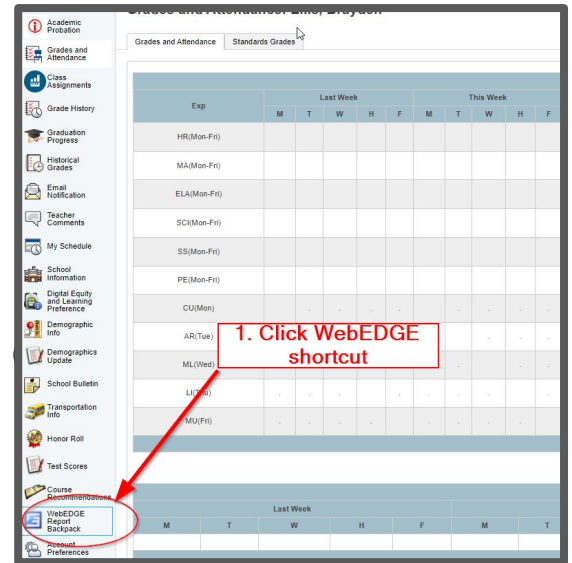 Academic
Probation
Grades and
Attendance
Class
Assignments
Grade History
Graduation
Progress
Historical
Grades
Email
Notification
Teacher
Comments
My Schedule
School
Information
Digital Equity
and Learning
Preference
Demographic
Info
Demographics
Update
School Bulletin
Transportation
Info
Honor Roll
Test Scores
Course
Recommendations
WebEDGE
Report
Backpack
Account
Preferences
Grades and Attendance Standards Grades
Exp Last Week This Week
M T W H F M T W H F
HR(Mon-Fri)
MA(Mon-Fri)
ELA(Mon-Fri)
SCI(Mon-Fri)
SS(Mon-Fri)
PE(Mon-Fri)
CU(Mon)
AR(Tue)
ML(Wed)
LI(Thu)
MU(Fri)
1. Click WebEDGE
shortcut
Last Week
M T W H F M T